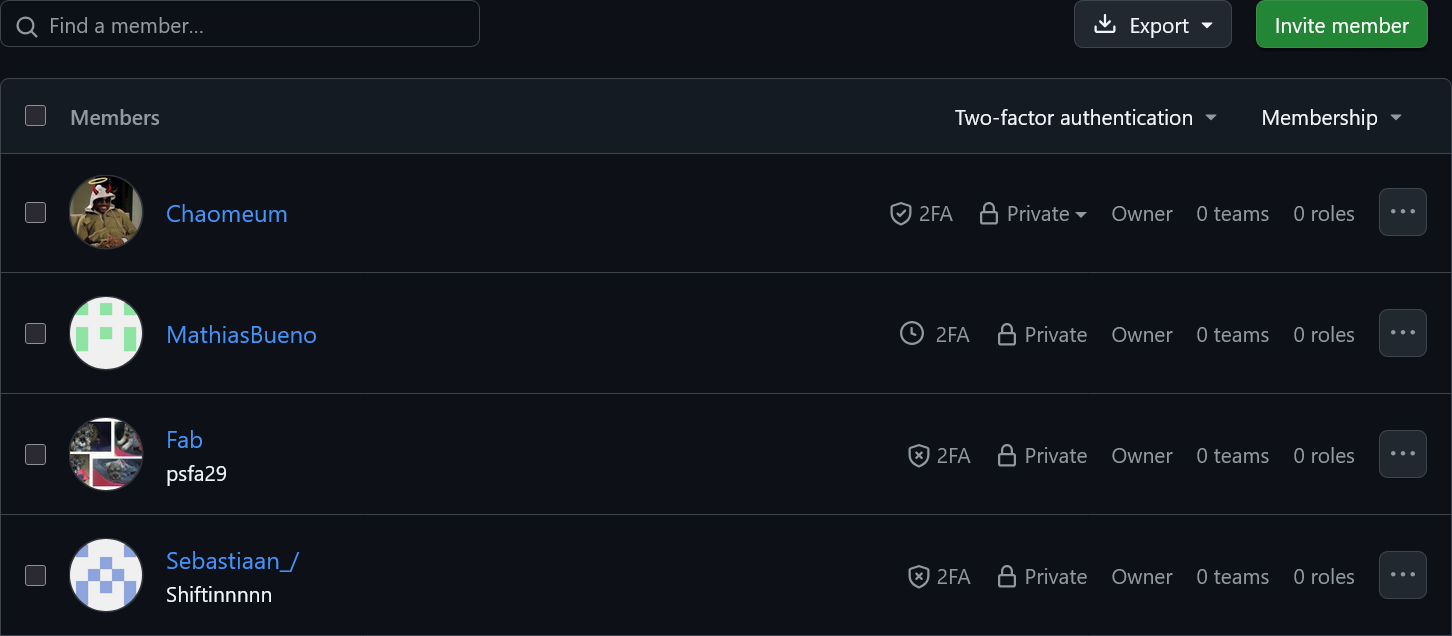 Find a member...
Export
Invite member
Members
Two-factor authentication
Membership
Chaomeum
2FA Private Owner 0 teams 0 roles
MathiasBueno
2FA Private Owner 0 teams 0 roles
Fab
psfa29
2FA Private Owner 0 teams 0 roles
Sebastiaan_/
Shiftinnnnn
2FA Private Owner 0 teams 0 roles